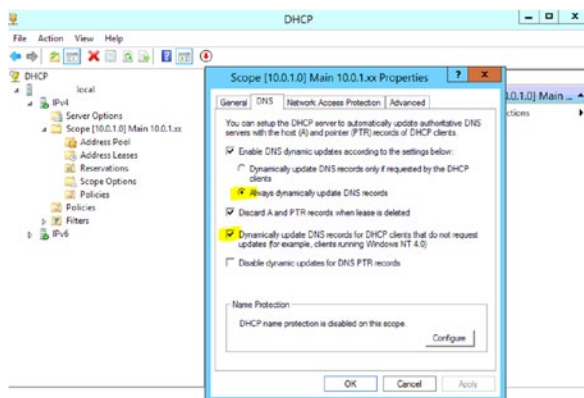 DHCP
File Action View Help
DHCP
local
IPv4
Server Options
Scope [10.0.1.0] Main 10.0.1.xx
Address Pool
Address Leases
Reservations
Scope Options
Policies
Policies
Filters
IPv6
Scope [10.0.1.0] Main 10.0.1.xx Properties
General DNS Network Access Protection Advanced
You can setup the DHCP server to automatically update authoritative DNS
servers with the host (A) and pointer (PTR) records of DHCP clients.
Enable DNS dynamic updates according to the settings below:
Dynamically update DNS records only if requested by the DHCP
clients
Always dynamically update DNS records
Discard A and PTR records when lease is deleted
Dynamically update DNS records for DHCP clients that do not request
updates (for example, clients running Windows NT 4.0)
Disable dynamic updates for DNS PTR records
Name Protection
DHCP name protection is disabled on this scope.
Configure
OK Cancel Apply
.0.1.0] Main ...
ctions